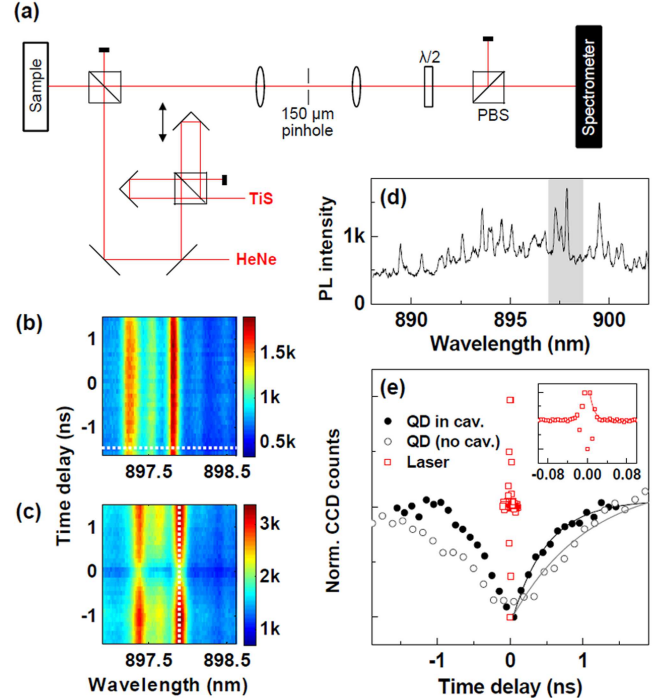 (a)
Sample
150 μm
pinhole
λ/2
PBS
Spectrometer
TiS
HeNe
(b)
1
0
-1
897.5 898.5
1.5k
1k
0.5k
Time delay (ns)
(c)
1
0
-1
897.5 898.5
3k
2k
1k
Wavelength (nm)
(d)
PL intensity
1k
0
890 895 900
Wavelength (nm)
(e)
QD in cav.
QD (no cav.)
Laser
-0.08 0.00 0.08
Norm. CCD counts
-1 0 1
Time delay (ns)